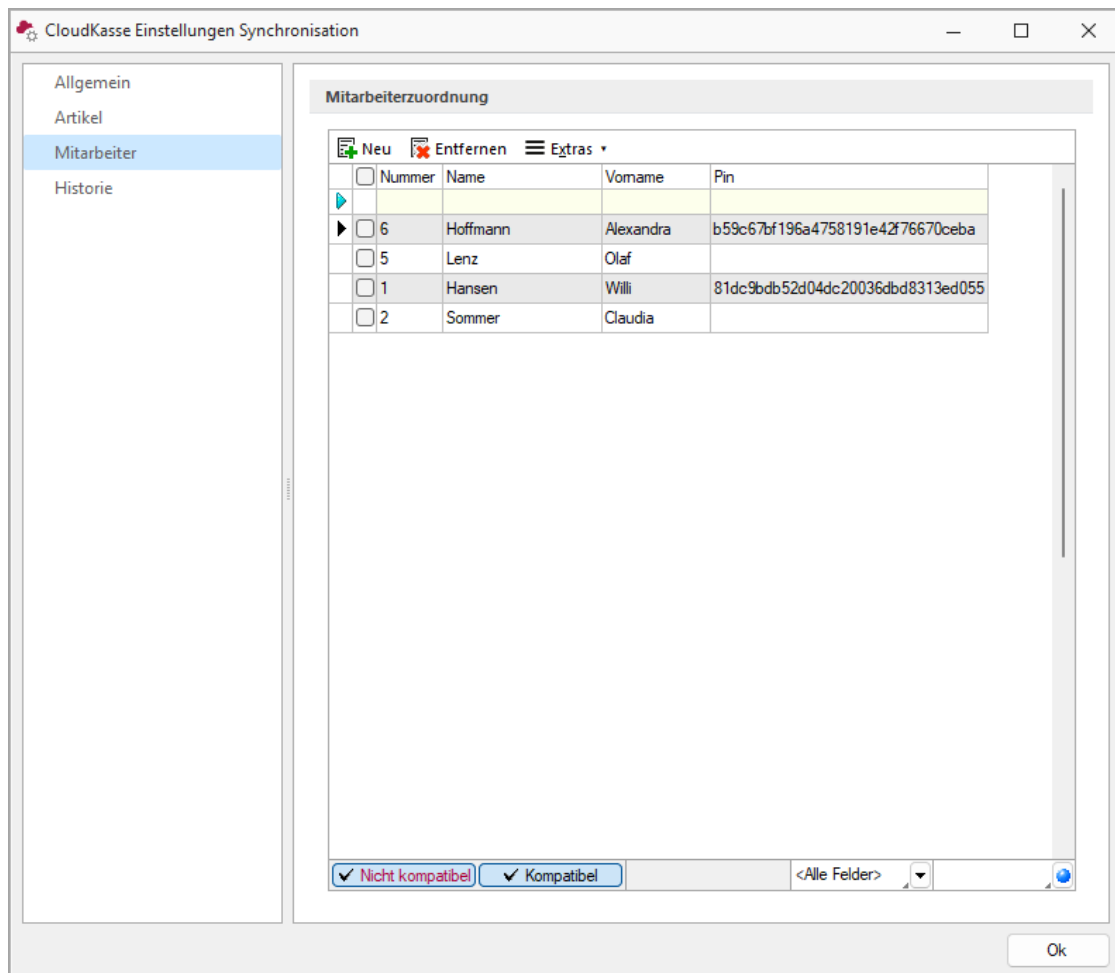 CloudKasse Einstellungen Synchronisation
Allgemein
Artikel
Mitarbeiter
Historie
Mitarbeiterzuordnung
Neu Entfernen Extras
Nummer Name Vorname Pin
6 Hoffmann Alexandra b59c67bf196a4758191e42f76670ceba
5 Lenz Olaf
1 Hansen Willi 81dc9bdb52d04dc20036dbd8313ed055
2 Sommer Claudia
Nicht kompatibel Kompatibel <Alle Felder>
Ok